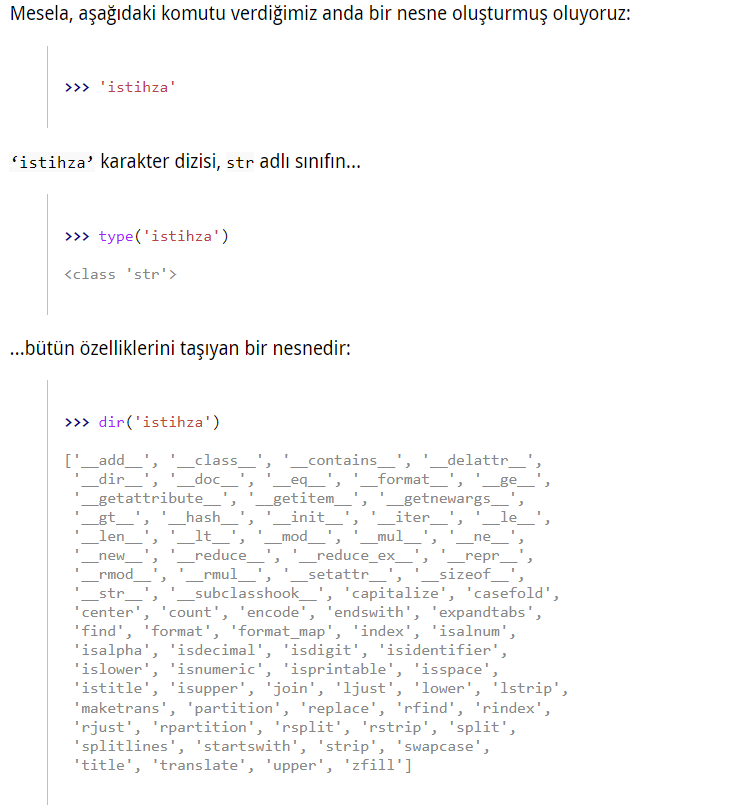 Mesela, aşağıdaki komutu verdiğimiz anda bir nesne oluşturmuş oluyoruz:
>>> 'istihza'
‘istihza’ karakter dizisi, str adlı sınıfın...
>>> type('istihza')
<class 'str'>
...bütün özelliklerini taşıyan bir nesnedir:
>>> dir('istihza')
['__add__', '__class__', '__contains__', '__delattr__',
'__dir__', '__doc__', '__eq__', '__format__', '__ge__',
'__getattribute__', '__getitem__', '__getnewargs__',
'__gt__', '__hash__', '__init__', '__iter__', '__le__',
'__len__', '__lt__', '__mod__', '__mul__', '__ne__',
'__new__', '__reduce__', '__reduce_ex__', '__repr__',
'__rmod__', '__rmul__', '__setattr__', '__sizeof__',
'__str__', '__subclasshook__', 'capitalize', 'casefold',
'center', 'count', 'encode', 'endswith', 'expandtabs',
'find', 'format', 'format_map', 'index', 'isalnum',
'isalpha', 'isdecimal', 'isdigit', 'isidentifier',
'islower', 'isnumeric', 'isprintable', 'isspace',
'istitle', 'isupper', 'join', 'ljust', 'lower', 'lstrip',
'maketrans', 'partition', 'replace', 'rfind', 'rindex',
'rjust', 'rpartition', 'rsplit', 'rstrip', 'split',
'splitlines', 'startswith', 'strip', 'swapcase',
'title', 'translate', 'upper', 'zfill']